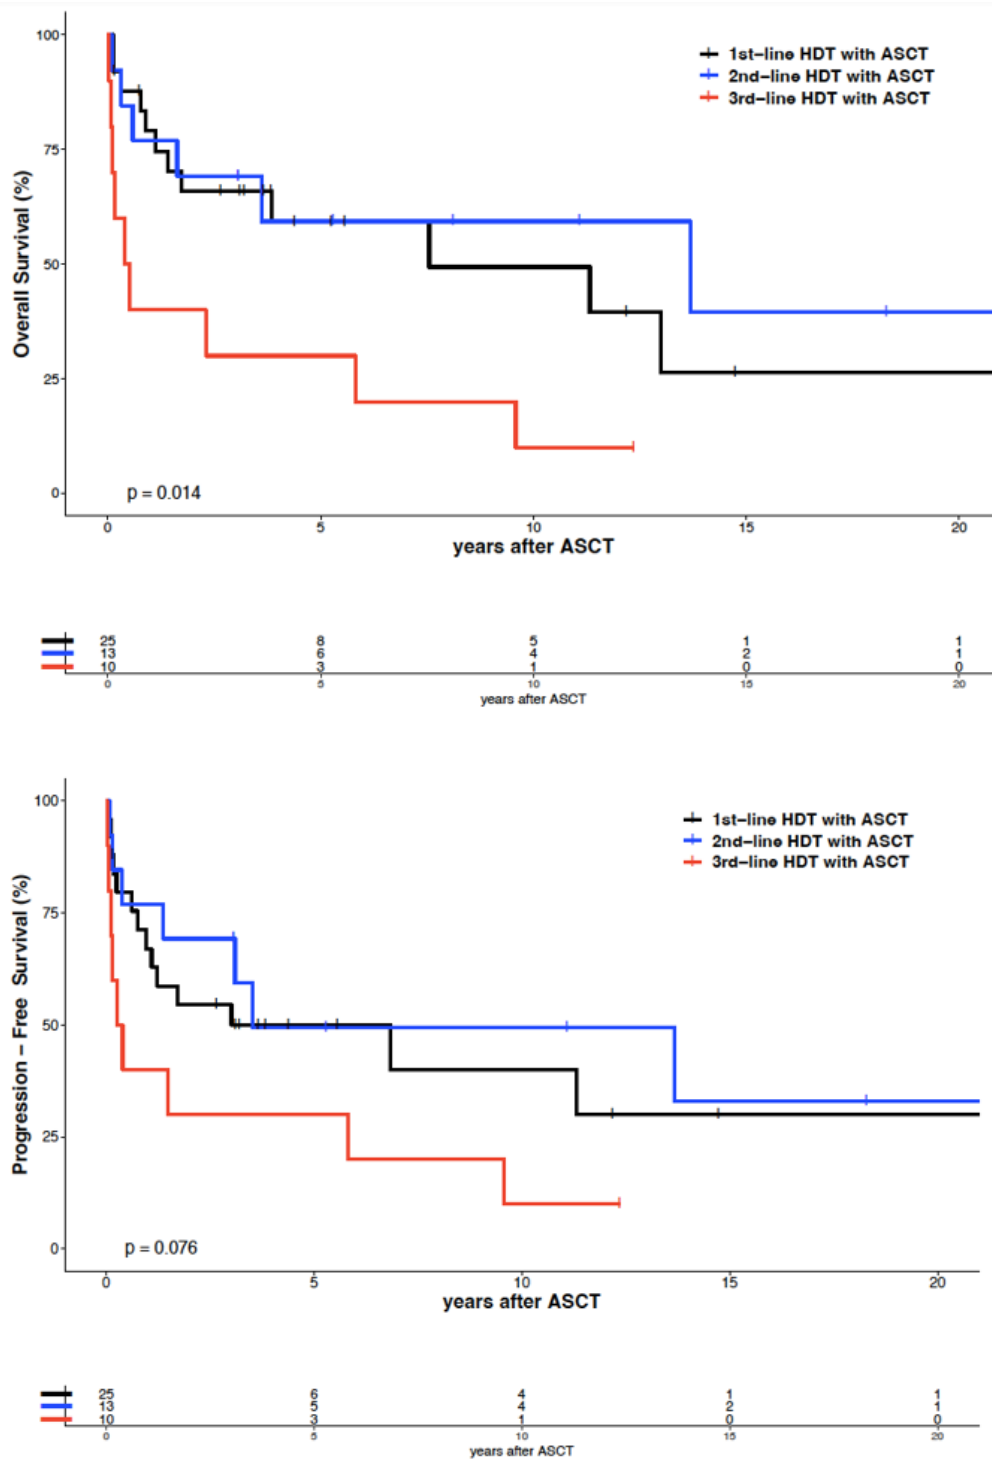 Overall Survival (%)
100
75
50
25
0
1st-line HDT with ASCT
2nd-line HDT with ASCT
3rd-line HDT with ASCT
p = 0.014
0 5 10 15 20
years after ASCT
25 8 5 1 1
13 6 4 2 1
10 3 1 0 0
0 5 10 15 20
years after ASCT
Progression - Free Survival (%)
100
75
50
25
0
1st-line HDT with ASCT
2nd-line HDT with ASCT
3rd-line HDT with ASCT
p = 0.076
0 5 10 15 20
years after ASCT
25 6 4 1 1
13 5 4 2 1
10 3 1 0 0
0 5 10 15 20
years after ASCT